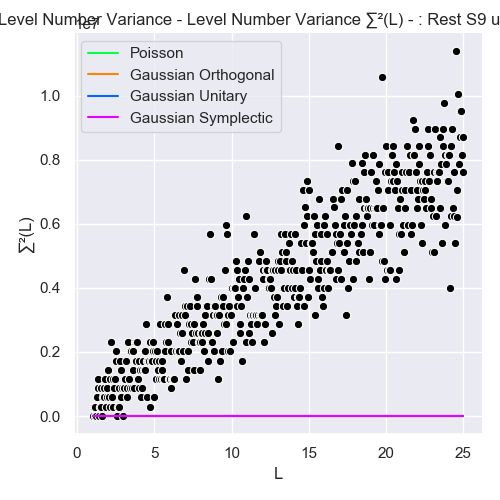 Level Number Variance - Level Number Variance ∑²(L) - : Rest S9 u
1e7
Poisson
Gaussian Orthogonal
Gaussian Unitary
Gaussian Symplectic
1.0
0.8
0.6
0.4
0.2
0.0
∑²(L)
0 5 10 15 20 25
L